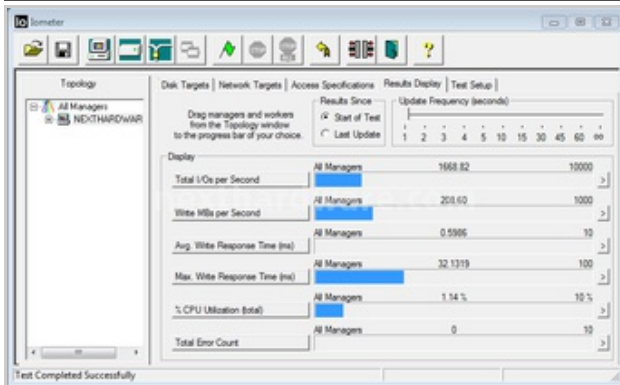 Io Iometer
Topology
All Managers
NEXTHARDWAR
Disk Targets | Network Targets | Access Specifications | Results Display | Test Setup
Drag managers and workers
from the Topology window
to the progress bar of your choice.
Results Since
Start of Test
Last Update
Update Frequency (seconds)
1 2 3 4 5 10 15 30 45 60 ∞
Display
All Managers 1668.82 10000
Total I/Os per Second
All Managers 208.60 1000
Write MBs per Second
All Managers 0.5986 10
Avg. Write Response Time (ms)
All Managers 32.1319 100
Max. Write Response Time (ms)
All Managers 1.14 % 10 %
% CPU Utilization (total)
All Managers 0 10
Total Error Count
Test Completed Successfully